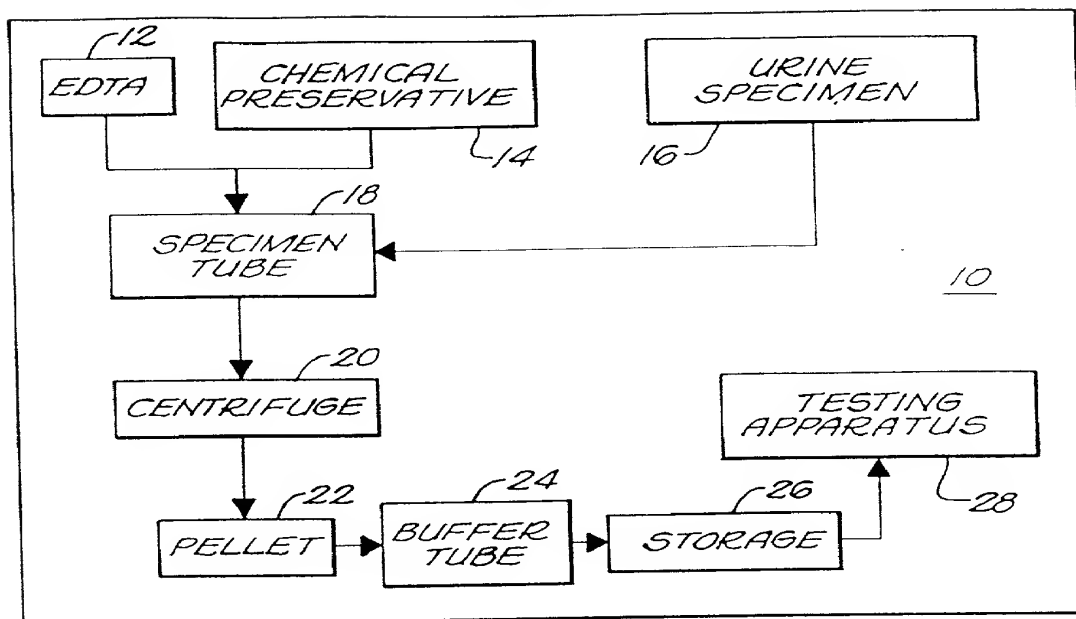 12
EDTA
CHEMICAL
PRESERVATIVE
14
URINE
SPECIMEN
16
18
SPECIMEN
TUBE
10
20
CENTRIFUGE
TESTING
APPARATUS
28
22
PELLET
24
BUFFER
TUBE
26
STORAGE